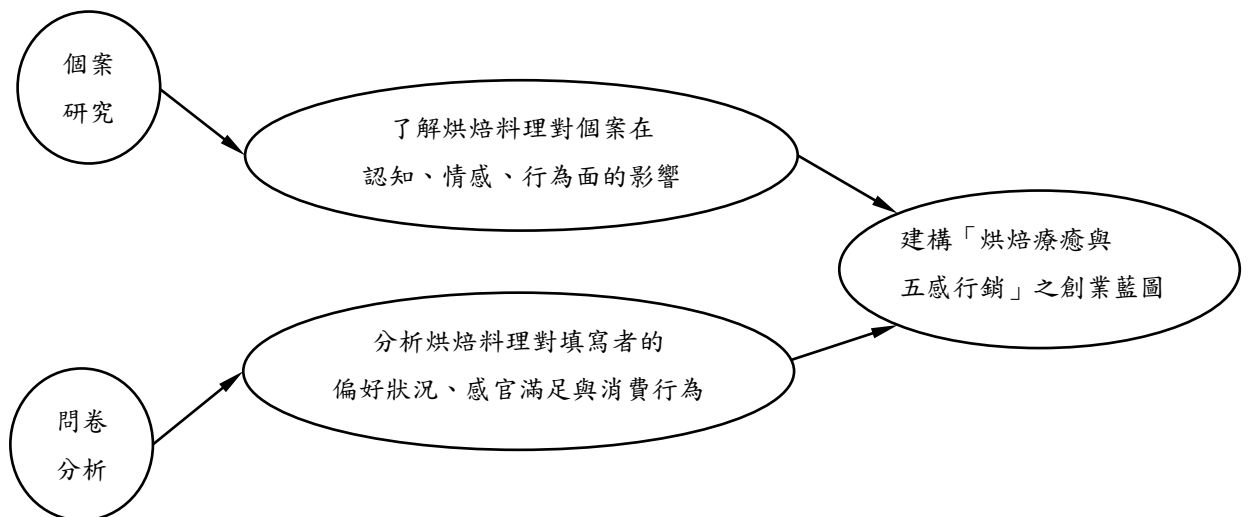 個案
研究
了解烘焙料理對個案在
認知、情感、行為面的影響
建構「烘焙療癒與
五感行銷」之創業藍圖
分析烘焙料理對填寫者的
偏好狀況、感官滿足與消費行為
問卷
分析